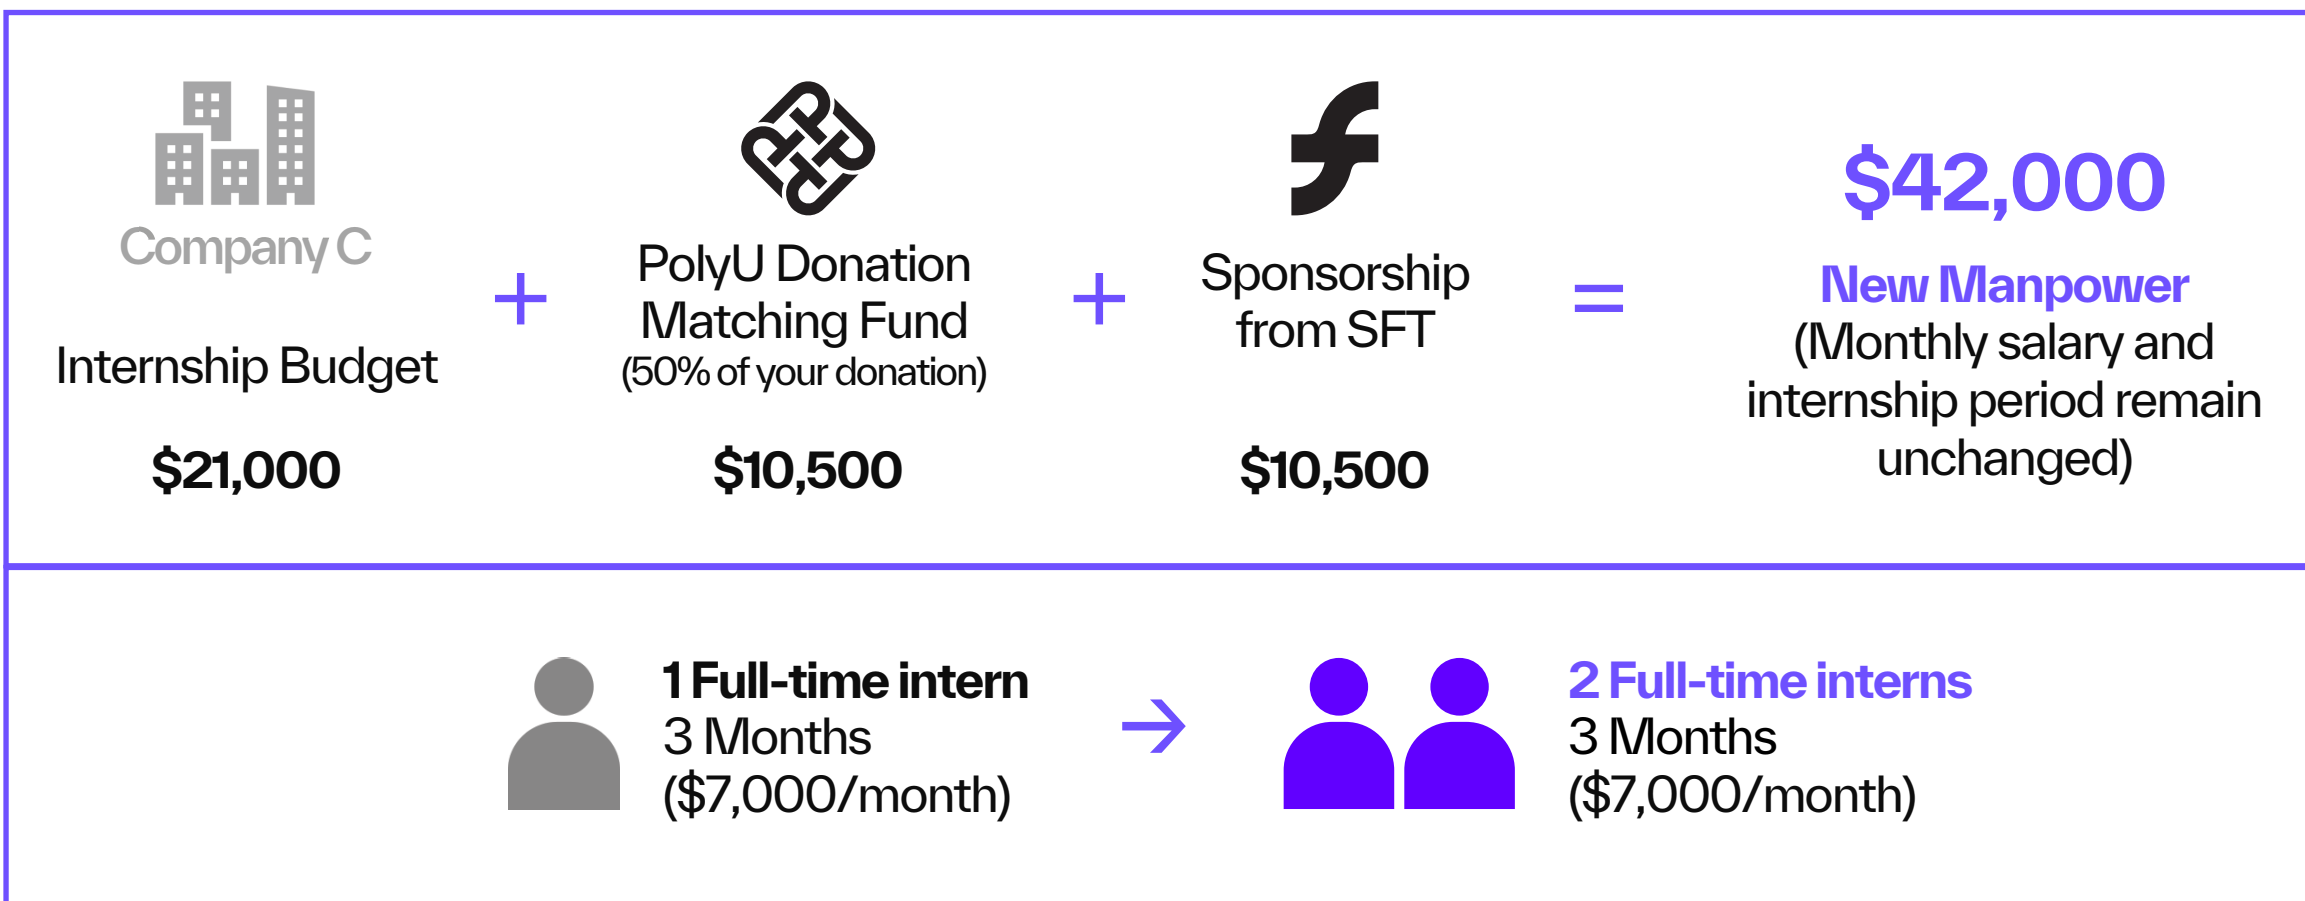 Company C
Internship Budget
$21,000
+
PolyU Donation
Matching Fund
(50% of your donation)
$10,500
+
Sponsorship
from SFT
$10,500
=
$42,000
New Manpower
(Monthly salary and
internship period remain
unchanged)
1 Full-time intern
3 Months
($7,000/month)
→
2 Full-time interns
3 Months
($7,000/month)